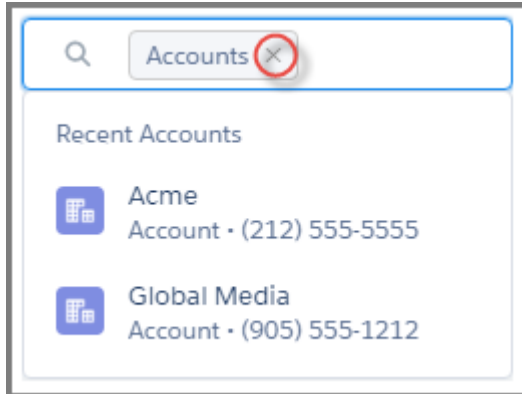 Accounts
Recent Accounts
Acme
Account • (212) 555-5555
Global Media
Account • (905) 555-1212